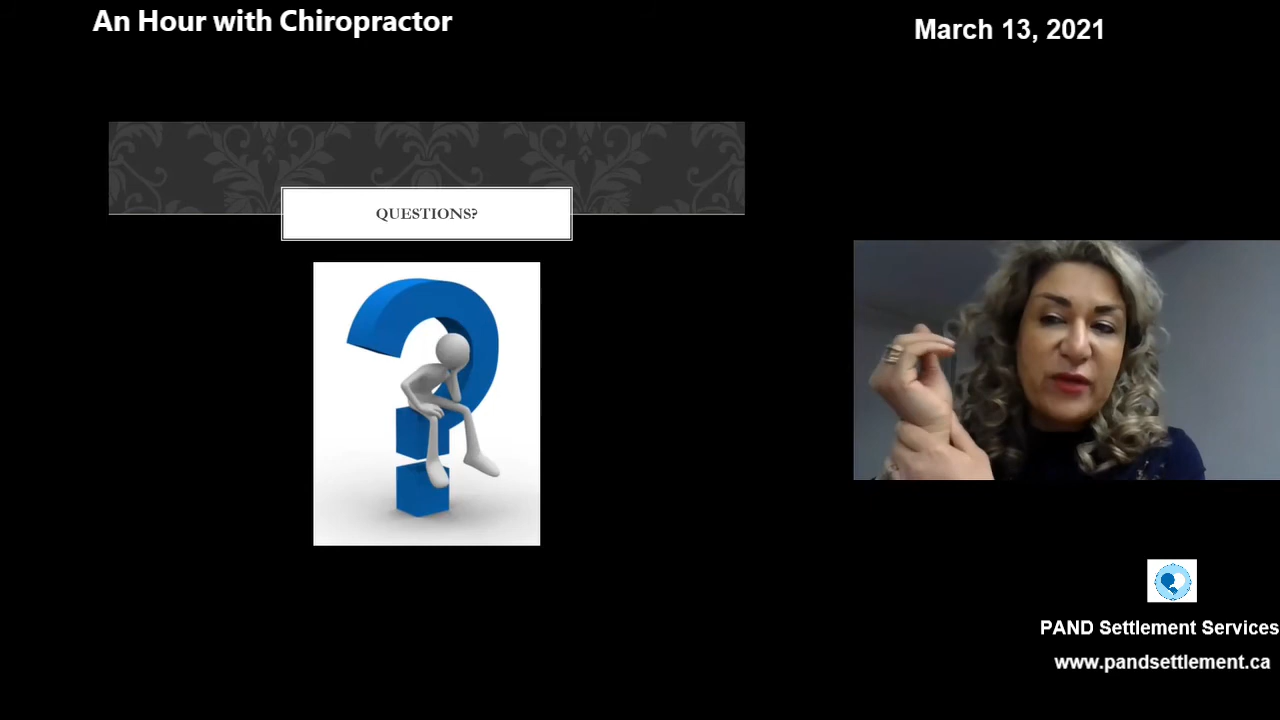 An Hour with Chiropractor
March 13, 2021
QUESTIONS?
PAND Settlement Services
www.pandsettlement.ca